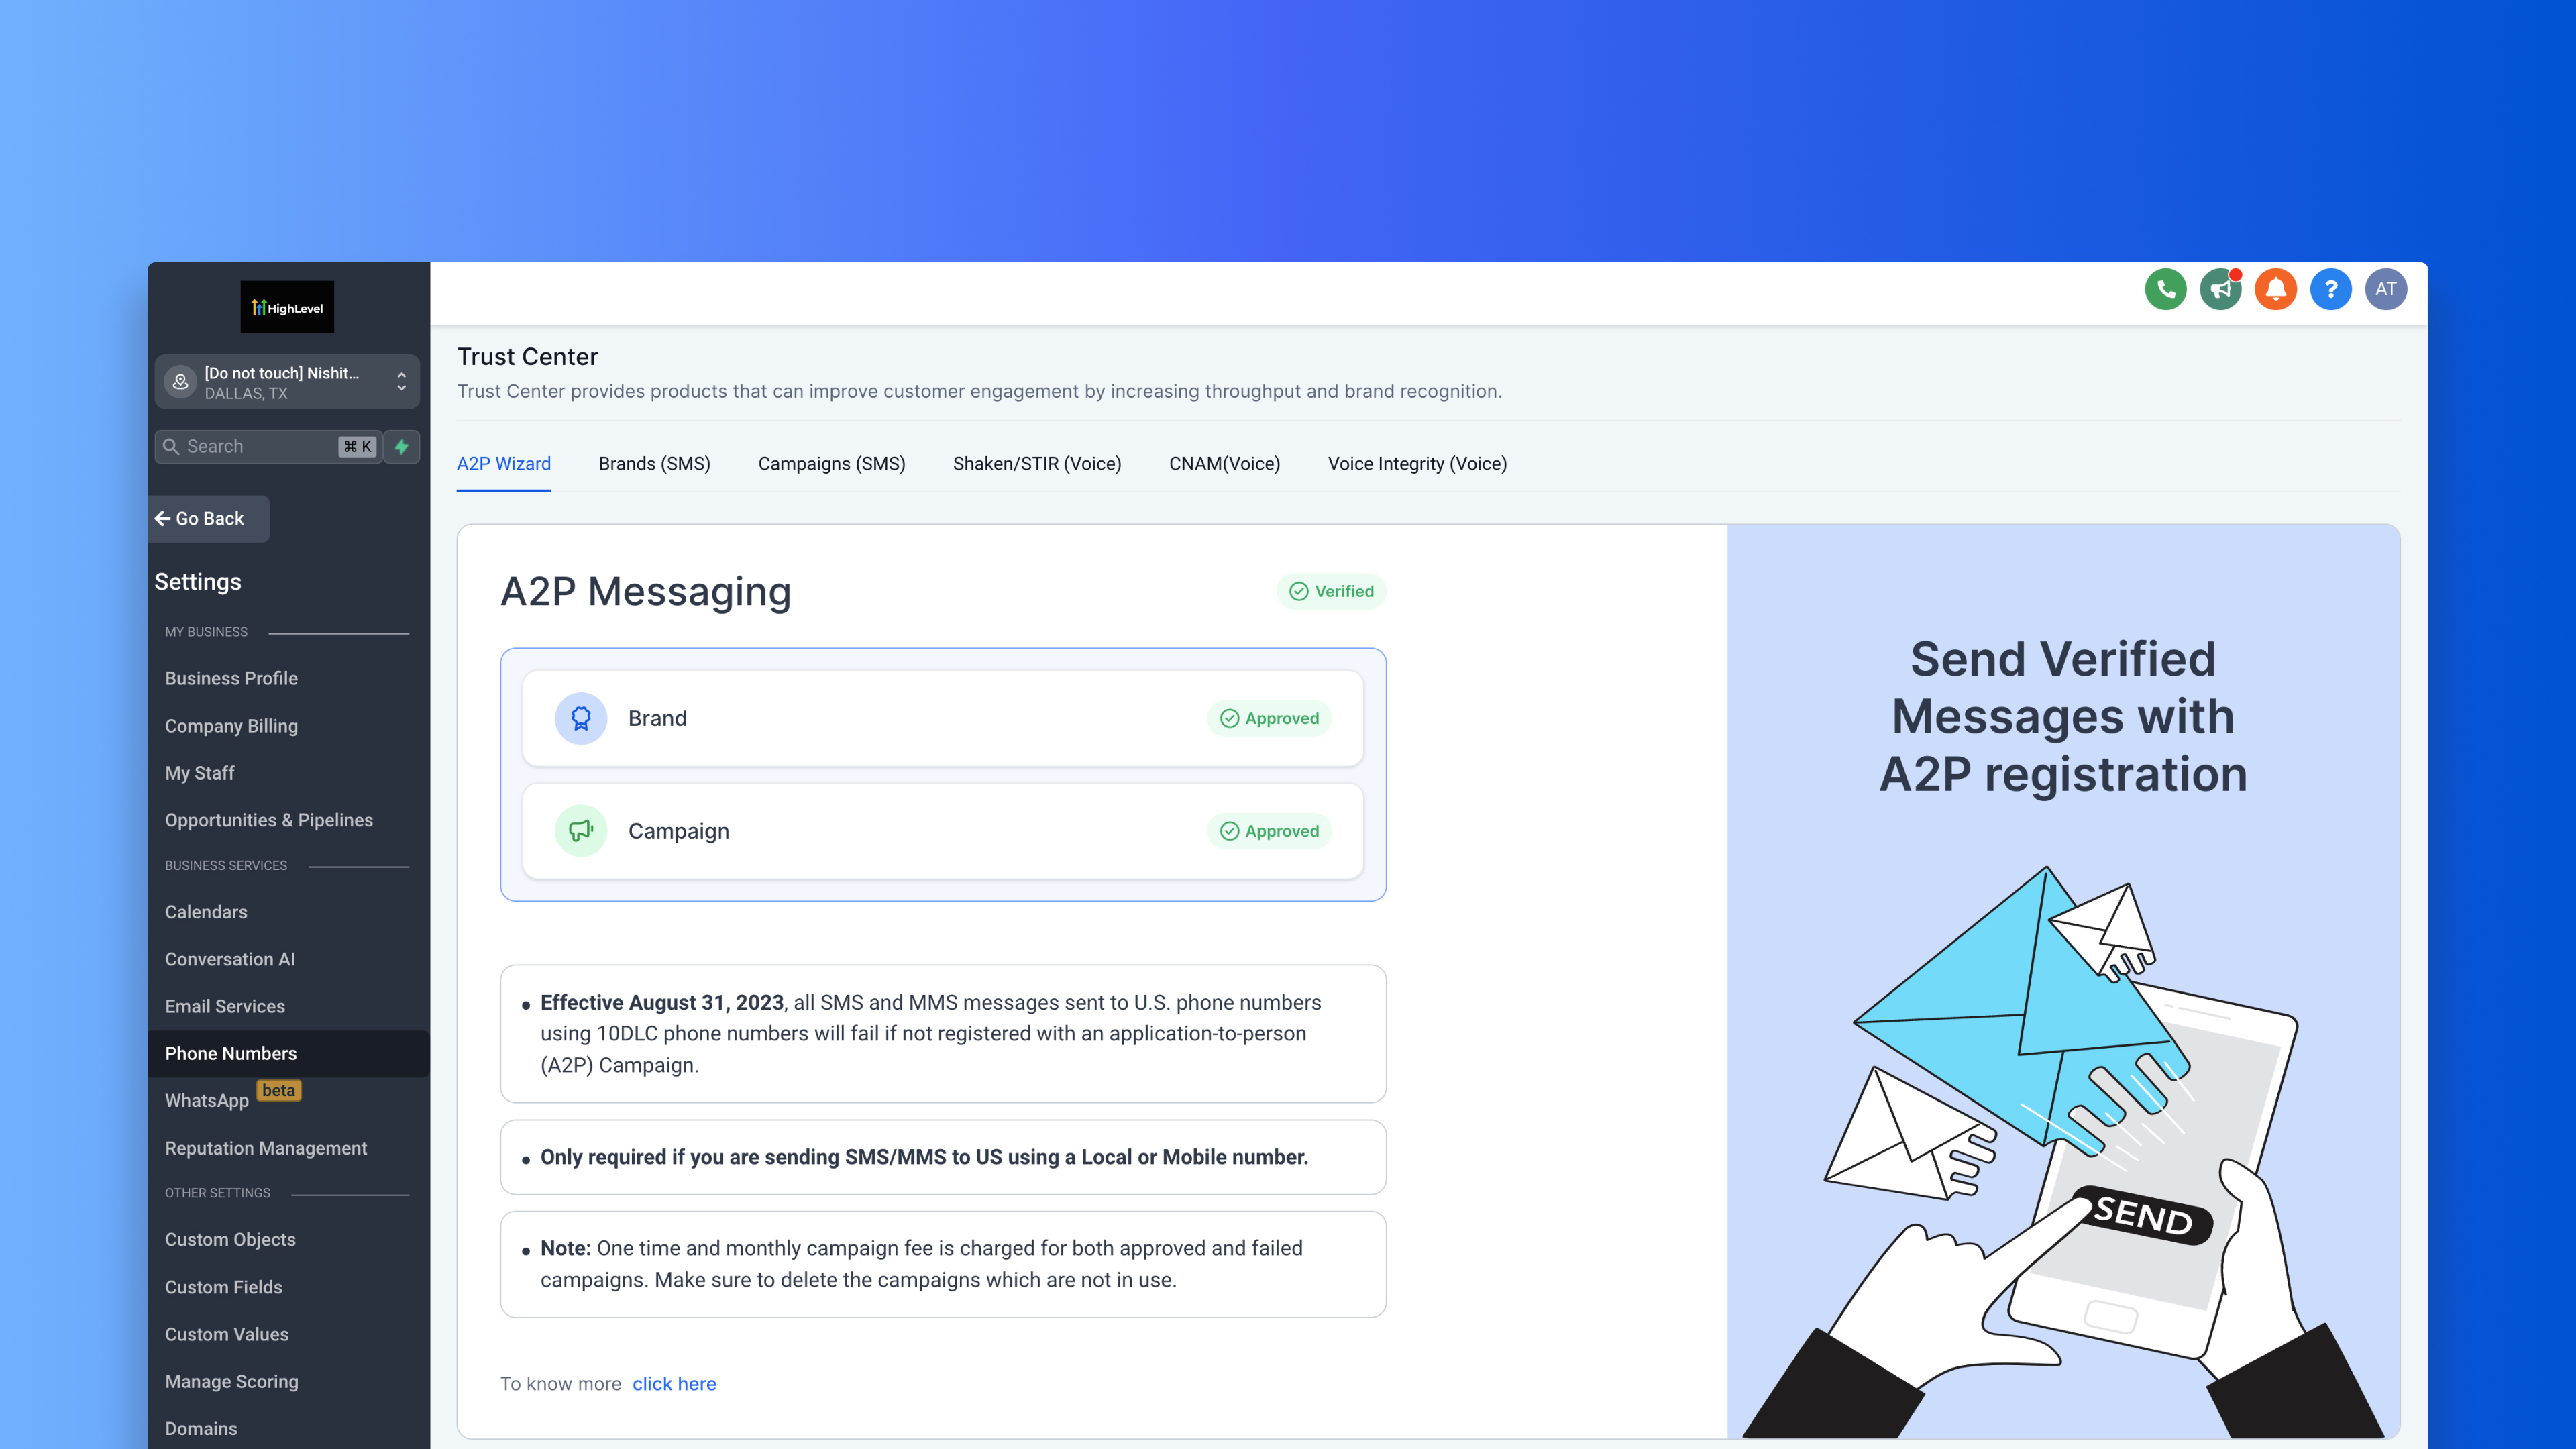 HighLevel
[Do not touch] Nishit...
DALLAS, TX
Search
⌘ K
Go Back
Settings
MY BUSINESS
Business Profile
Company Billing
My Staff
Opportunities & Pipelines
BUSINESS SERVICES
Calendars
Conversation AI
Email Services
Phone Numbers
WhatsApp beta
Reputation Management
OTHER SETTINGS
Custom Objects
Custom Fields
Custom Values
Manage Scoring
Domains
?
AT
Trust Center
Trust Center provides products that can improve customer engagement by increasing throughput and brand recognition.
A2P Wizard Brands (SMS) Campaigns (SMS) Shaken/STIR (Voice) CNAM(Voice) Voice Integrity (Voice)
A2P Messaging
Verified
Brand
Approved
Campaign
Approved
• Effective August 31, 2023, all SMS and MMS messages sent to U.S. phone numbers
using 10DLC phone numbers will fail if not registered with an application-to-person
(A2P) Campaign.
• Only required if you are sending SMS/MMS to US using a Local or Mobile number.
• Note: One time and monthly campaign fee is charged for both approved and failed
campaigns. Make sure to delete the campaigns which are not in use.
To know more click here
Send Verified
Messages with
A2P registration
SEND